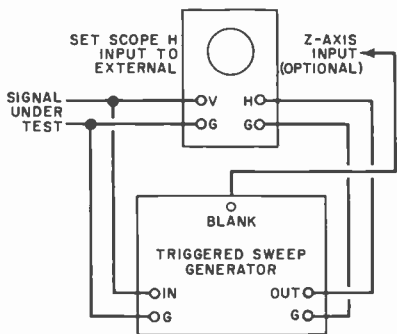 SET SCOPE H
INPUT TO
EXTERNAL
Z-AXIS
INPUT
(OPTIONAL)
SIGNAL
UNDER
TEST
V
H
G
G
BLANK
TRIGGERED SWEEP
GENERATOR
IN
OUT
G
G